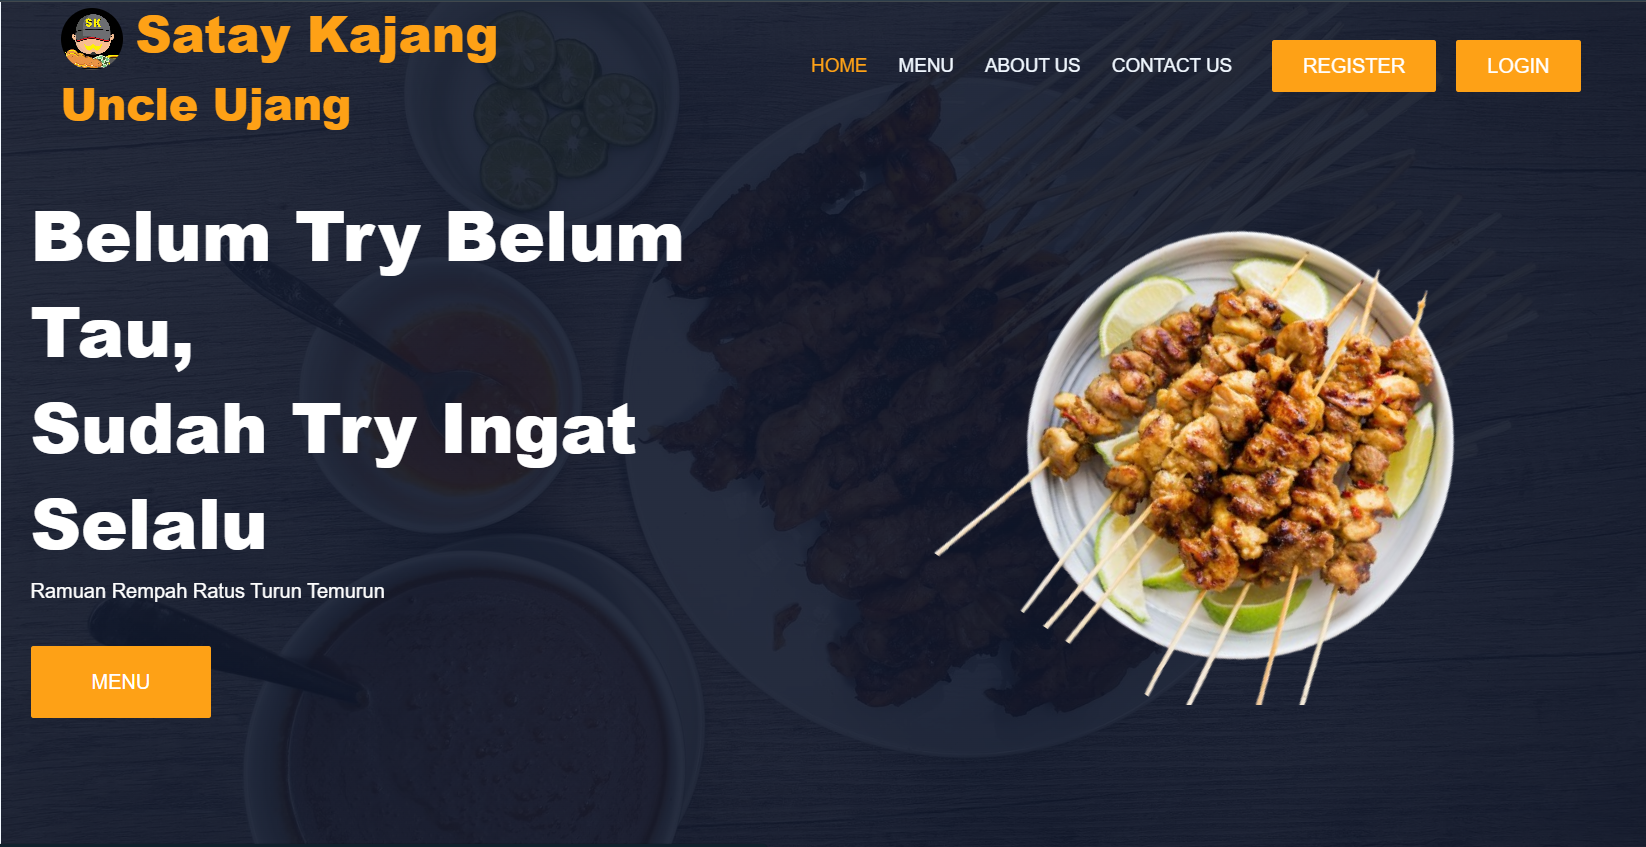 SK
Satay Kajang
Uncle Ujang
HOME MENU ABOUT US CONTACT US REGISTER LOGIN
Belum Try Belum
Tau,
Sudah Try Ingat
Selalu
Ramuan Rempah Ratus Turun Temurun
MENU